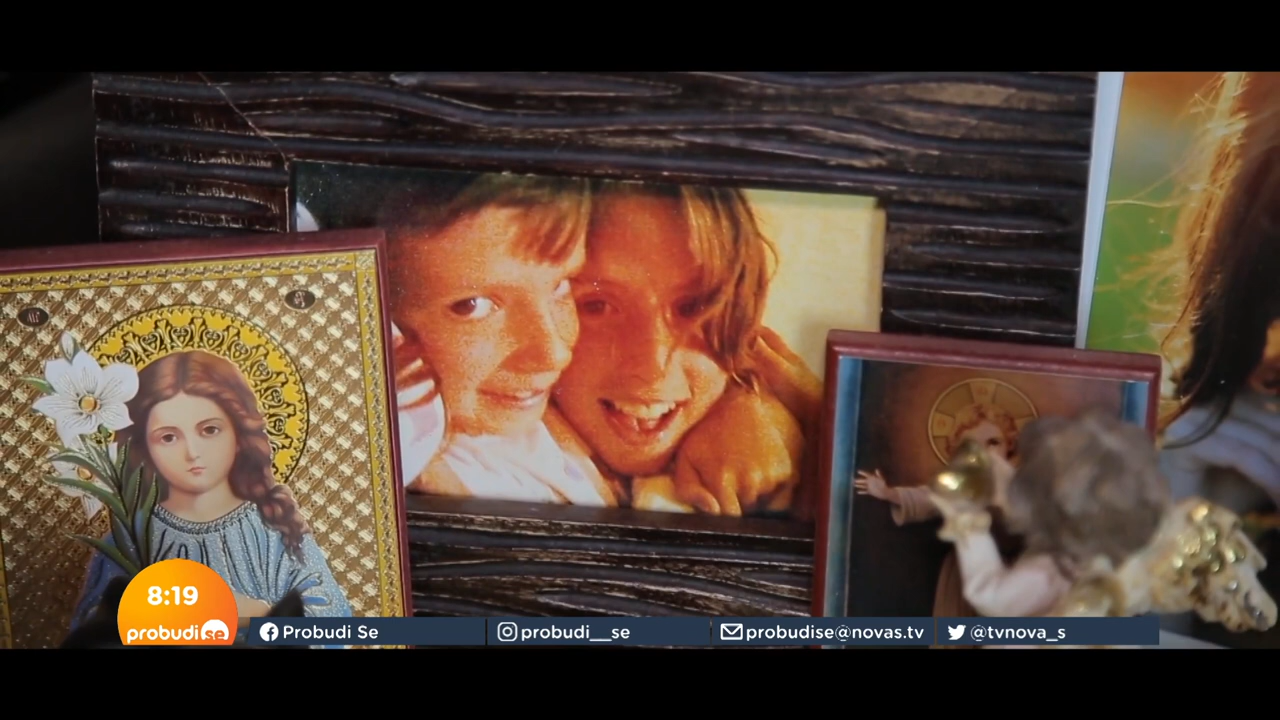 8:19
probudi se
Probudi Se
probudi__se
probudise@novas.tv
@tvnova_s